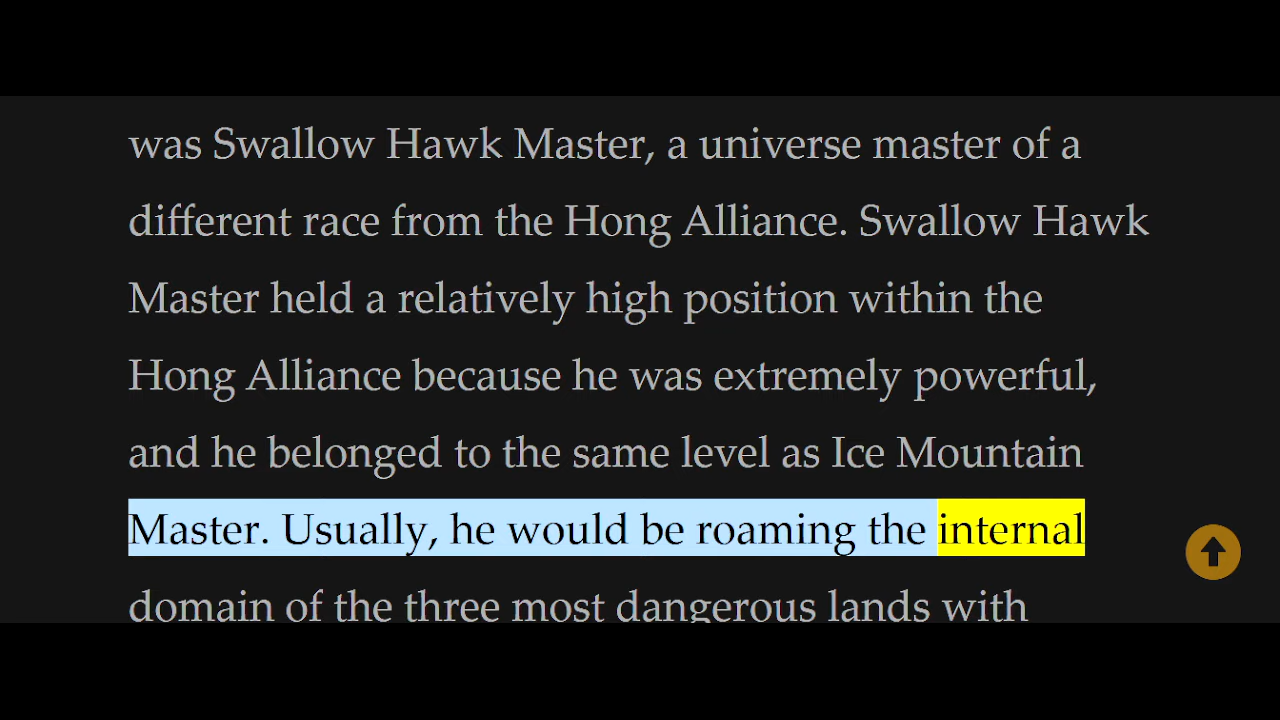 was Swallow Hawk Master, a universe master of a
different race from the Hong Alliance. Swallow Hawk
Master held a relatively high position within the
Hong Alliance because he was extremely powerful,
and he belonged to the same level as Ice Mountain
Master. Usually, he would be roaming the internal
domain of the three most dangerous lands with